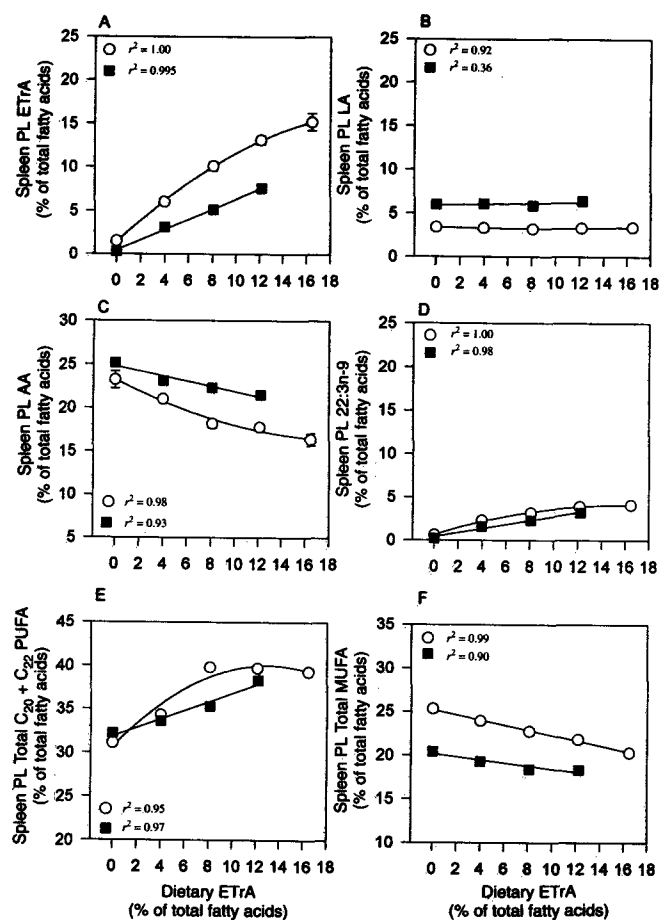 A
r² = 1.00
r² = 0.995
Spleen PL ETrA
(% of total fatty acids)
25
20
15
10
5
0
0 2 4 6 8 10 12 14 16 18
B
r² = 0.92
r² = 0.36
Spleen PL LA
(% of total fatty acids)
25
20
15
10
5
0
0 2 4 6 8 10 12 14 16 18
C
Spleen PL AA
(% of total fatty acids)
30
25
20
15
10
5
r² = 0.98
r² = 0.93
0 2 4 6 8 10 12 14 16 18
D
r² = 1.00
r² = 0.98
Spleen PL 22:3n-9
(% of total fatty acids)
25
20
15
10
5
0
0 2 4 6 8 10 12 14 16 18
E
Spleen PL Total C20 + C22 PUFA
(% of total fatty acids)
45
40
35
30
25
20
r² = 0.95
r² = 0.97
0 2 4 6 8 10 12 14 16 18
Dietary ETrA
(% of total fatty acids)
F
r² = 0.99
r² = 0.90
Spleen PL Total MUFA
(% of total fatty acids)
35
30
25
20
15
10
0 2 4 6 8 10 12 14 16 18
Dietary ETrA
(% of total fatty acids)